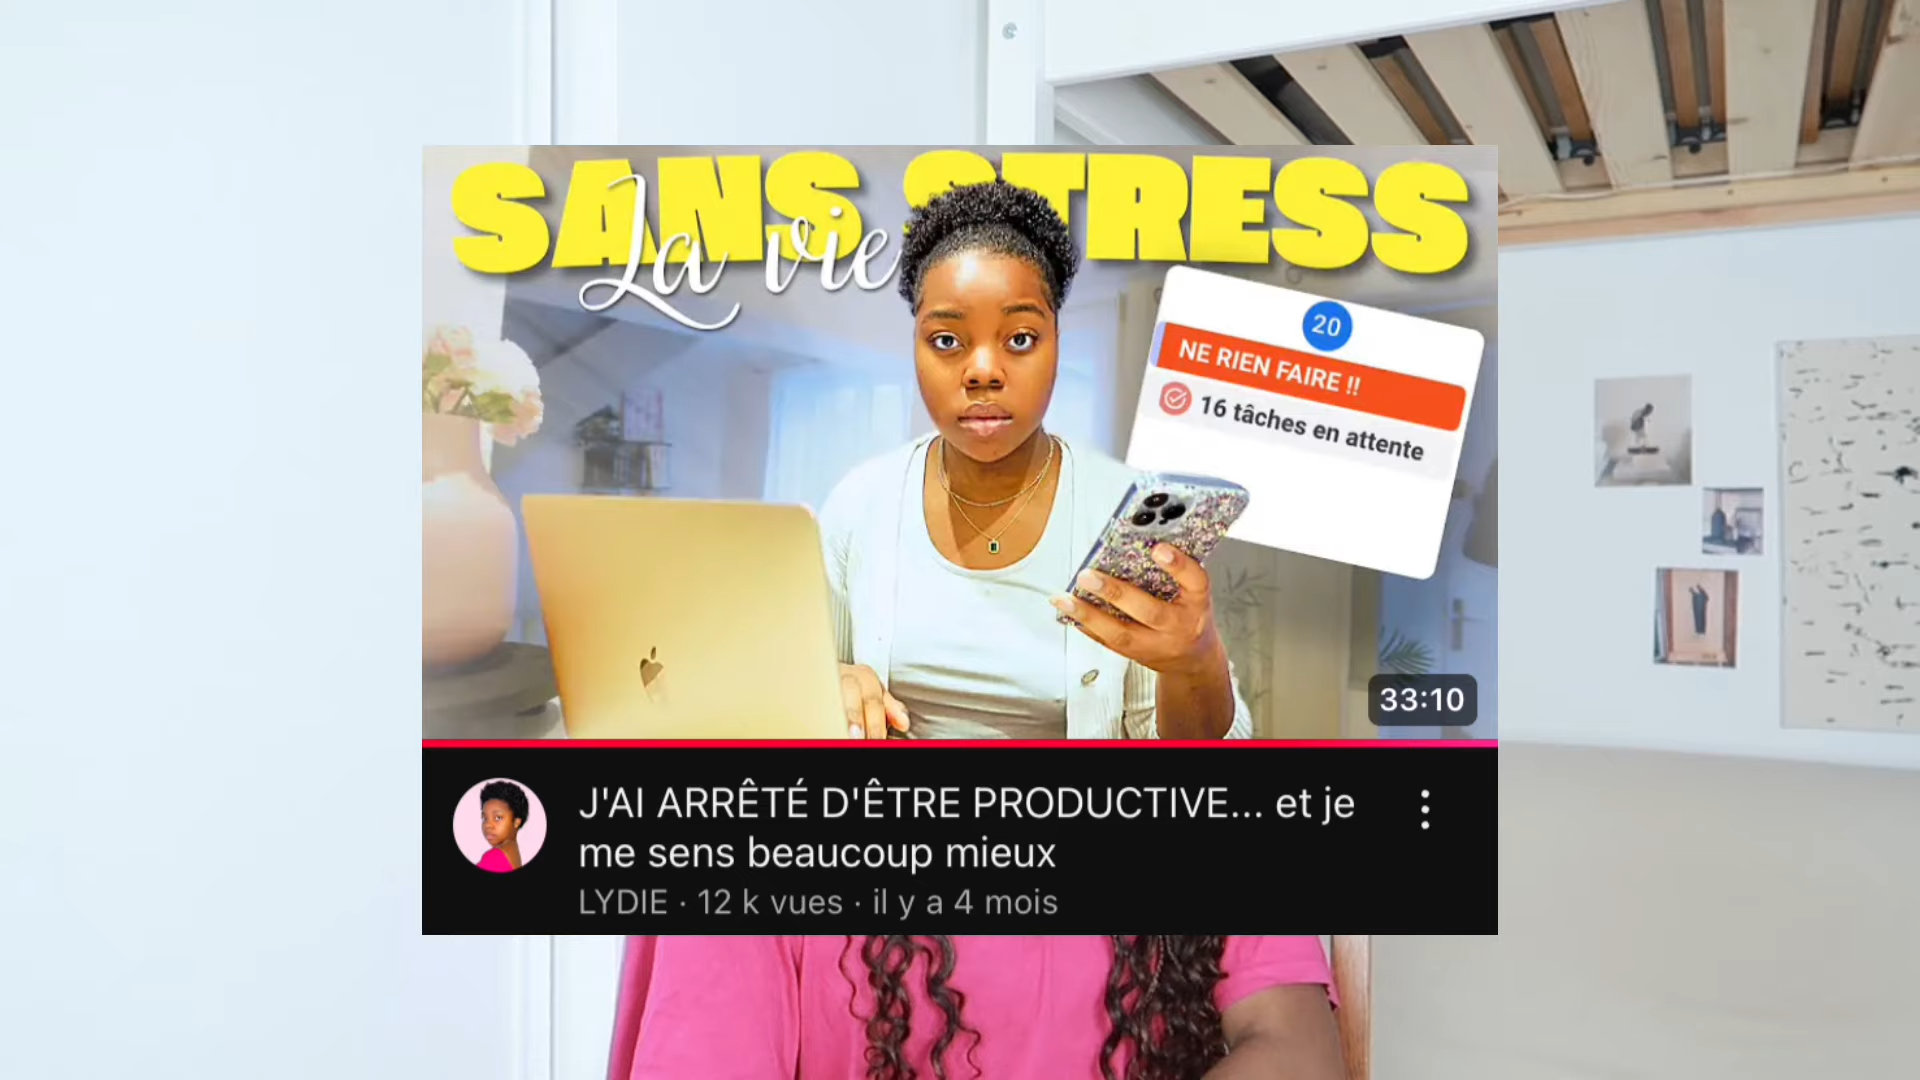 SANS STRESS
La vie
20
NE RIEN FAIRE !!
16 tâches en attente
33:10
J'AI ARRÊTÉ D'ÊTRE PRODUCTIVE... et je
me sens beaucoup mieux
LYDIE · 12 k vues · il y a 4 mois